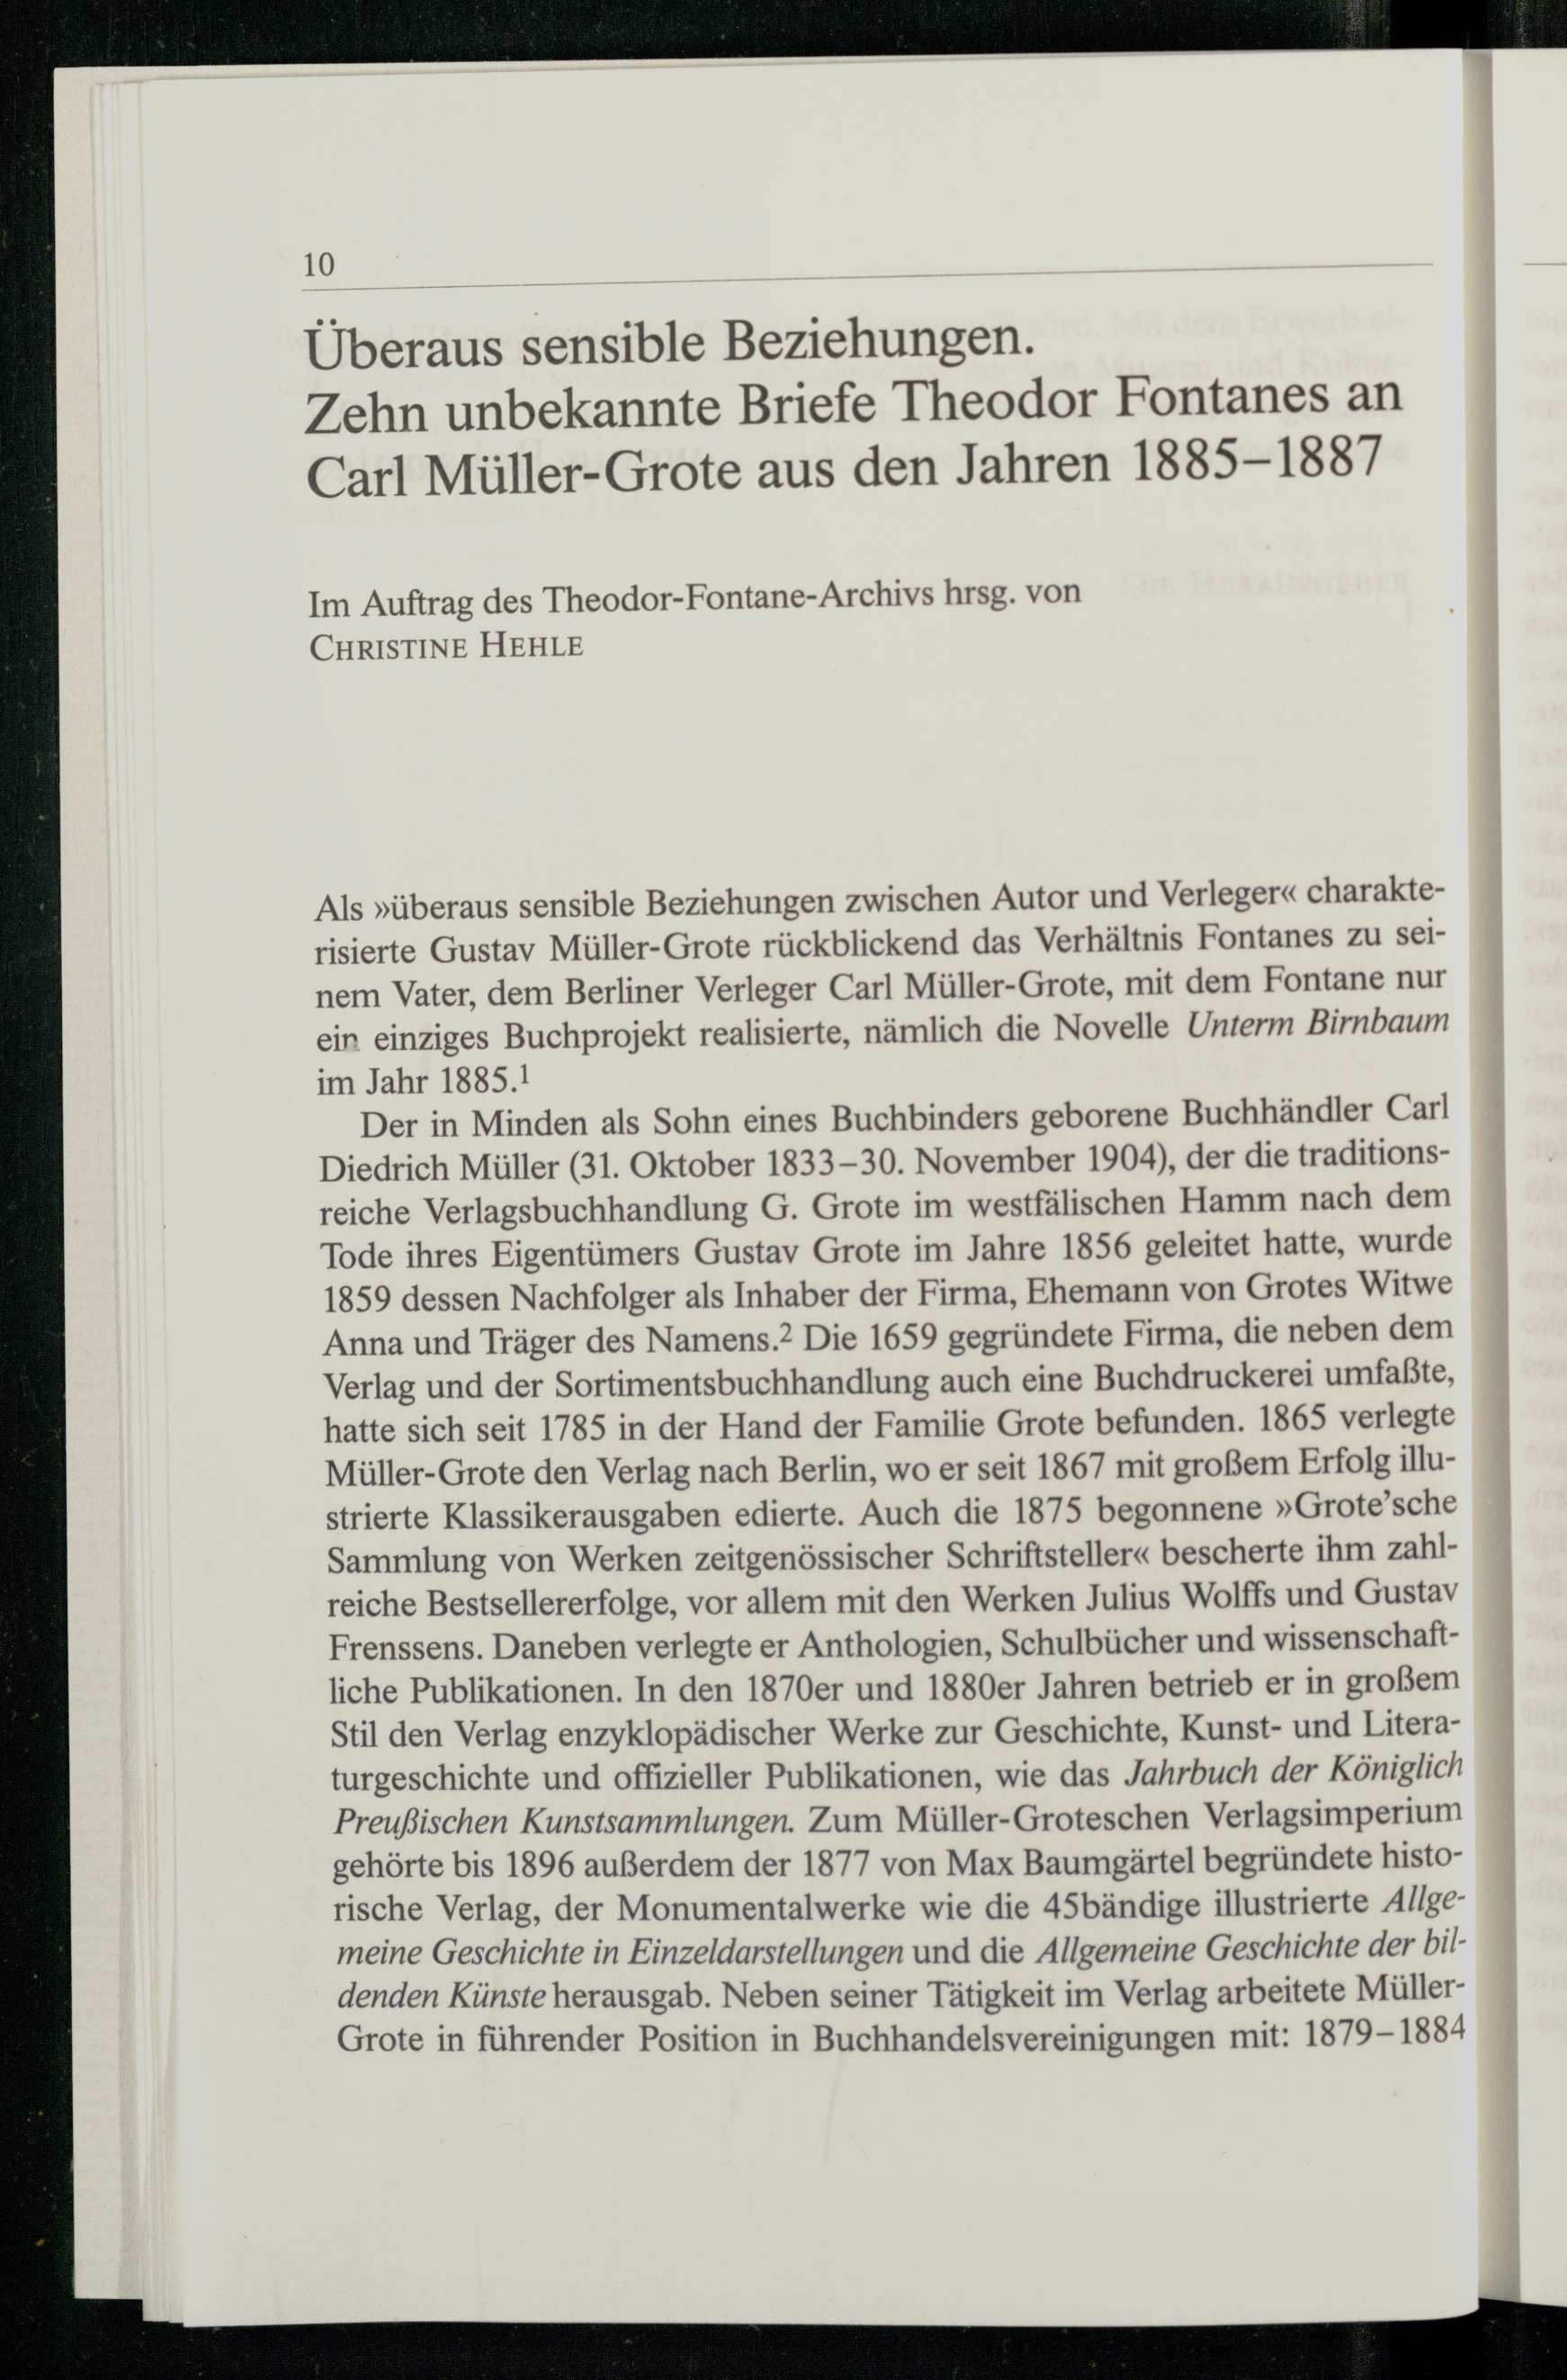 10
Überaus sensible Beziehungen.
Zehn unbekannte Briefe Theodor Fontanes an
Carl Müller-Grote aus den Jahren 1885–1887
Im Auftrag des Theodor-Fontane-Archivs hrsg. von
CHRISTINE HEHLE
Als »überaus sensible Beziehungen zwischen Autor und Verleger« charakte-
risierte Gustav Müller-Grote rückblickend das Verhältnis Fontanes zu sei-
nem Vater, dem Berliner Verleger Carl Müller-Grote, mit dem Fontane nur
ein einziges Buchprojekt realisierte, nämlich die Novelle Unterm Birnbaum
im Jahr 1885.1
Der in Minden als Sohn eines Buchbinders geborene Buchhändler Carl
Diedrich Müller (31. Oktober 1833–30. November 1904), der die traditions-
reiche Verlagsbuchhandlung G. Grote im westfälischen Hamm nach dem
Tode ihres Eigentümers Gustav Grote im Jahre 1856 geleitet hatte, wurde
1859 dessen Nachfolger als Inhaber der Firma, Ehemann von Grotes Witwe
Anna und Träger des Namens.2 Die 1659 gegründete Firma, die neben dem
Verlag und der Sortimentsbuchhandlung auch eine Buchdruckerei umfaßte,
hatte sich seit 1785 in der Hand der Familie Grote befunden. 1865 verlegte
Müller-Grote den Verlag nach Berlin, wo er seit 1867 mit großem Erfolg illu-
strierte Klassikerausgaben edierte. Auch die 1875 begonnene »Grote’sche
Sammlung von Werken zeitgenössischer Schriftsteller« bescherte ihm zahl-
reiche Bestsellererfolge, vor allem mit den Werken Julius Wolffs und Gustav
Frenssens. Daneben verlegte er Anthologien, Schulbücher und wissenschaft-
liche Publikationen. In den 1870er und 1880er Jahren betrieb er in großem
Stil den Verlag enzyklopädischer Werke zur Geschichte, Kunst- und Litera-
turgeschichte und offizieller Publikationen, wie das Jahrbuch der Königlich
Preußischen Kunstsammlungen. Zum Müller-Groteschen Verlagsimperium
gehörte bis 1896 außerdem der 1877 von Max Baumgärtel begründete histo-
rische Verlag, der Monumentalwerke wie die 45bändige illustrierte Allge-
meine Geschichte in Einzeldarstellungen und die Allgemeine Geschichte der bil-
denden Künste herausgab. Neben seiner Tätigkeit im Verlag arbeitete Müller-
Grote in führender Position in Buchhandelsvereinigungen mit: 1879–1884